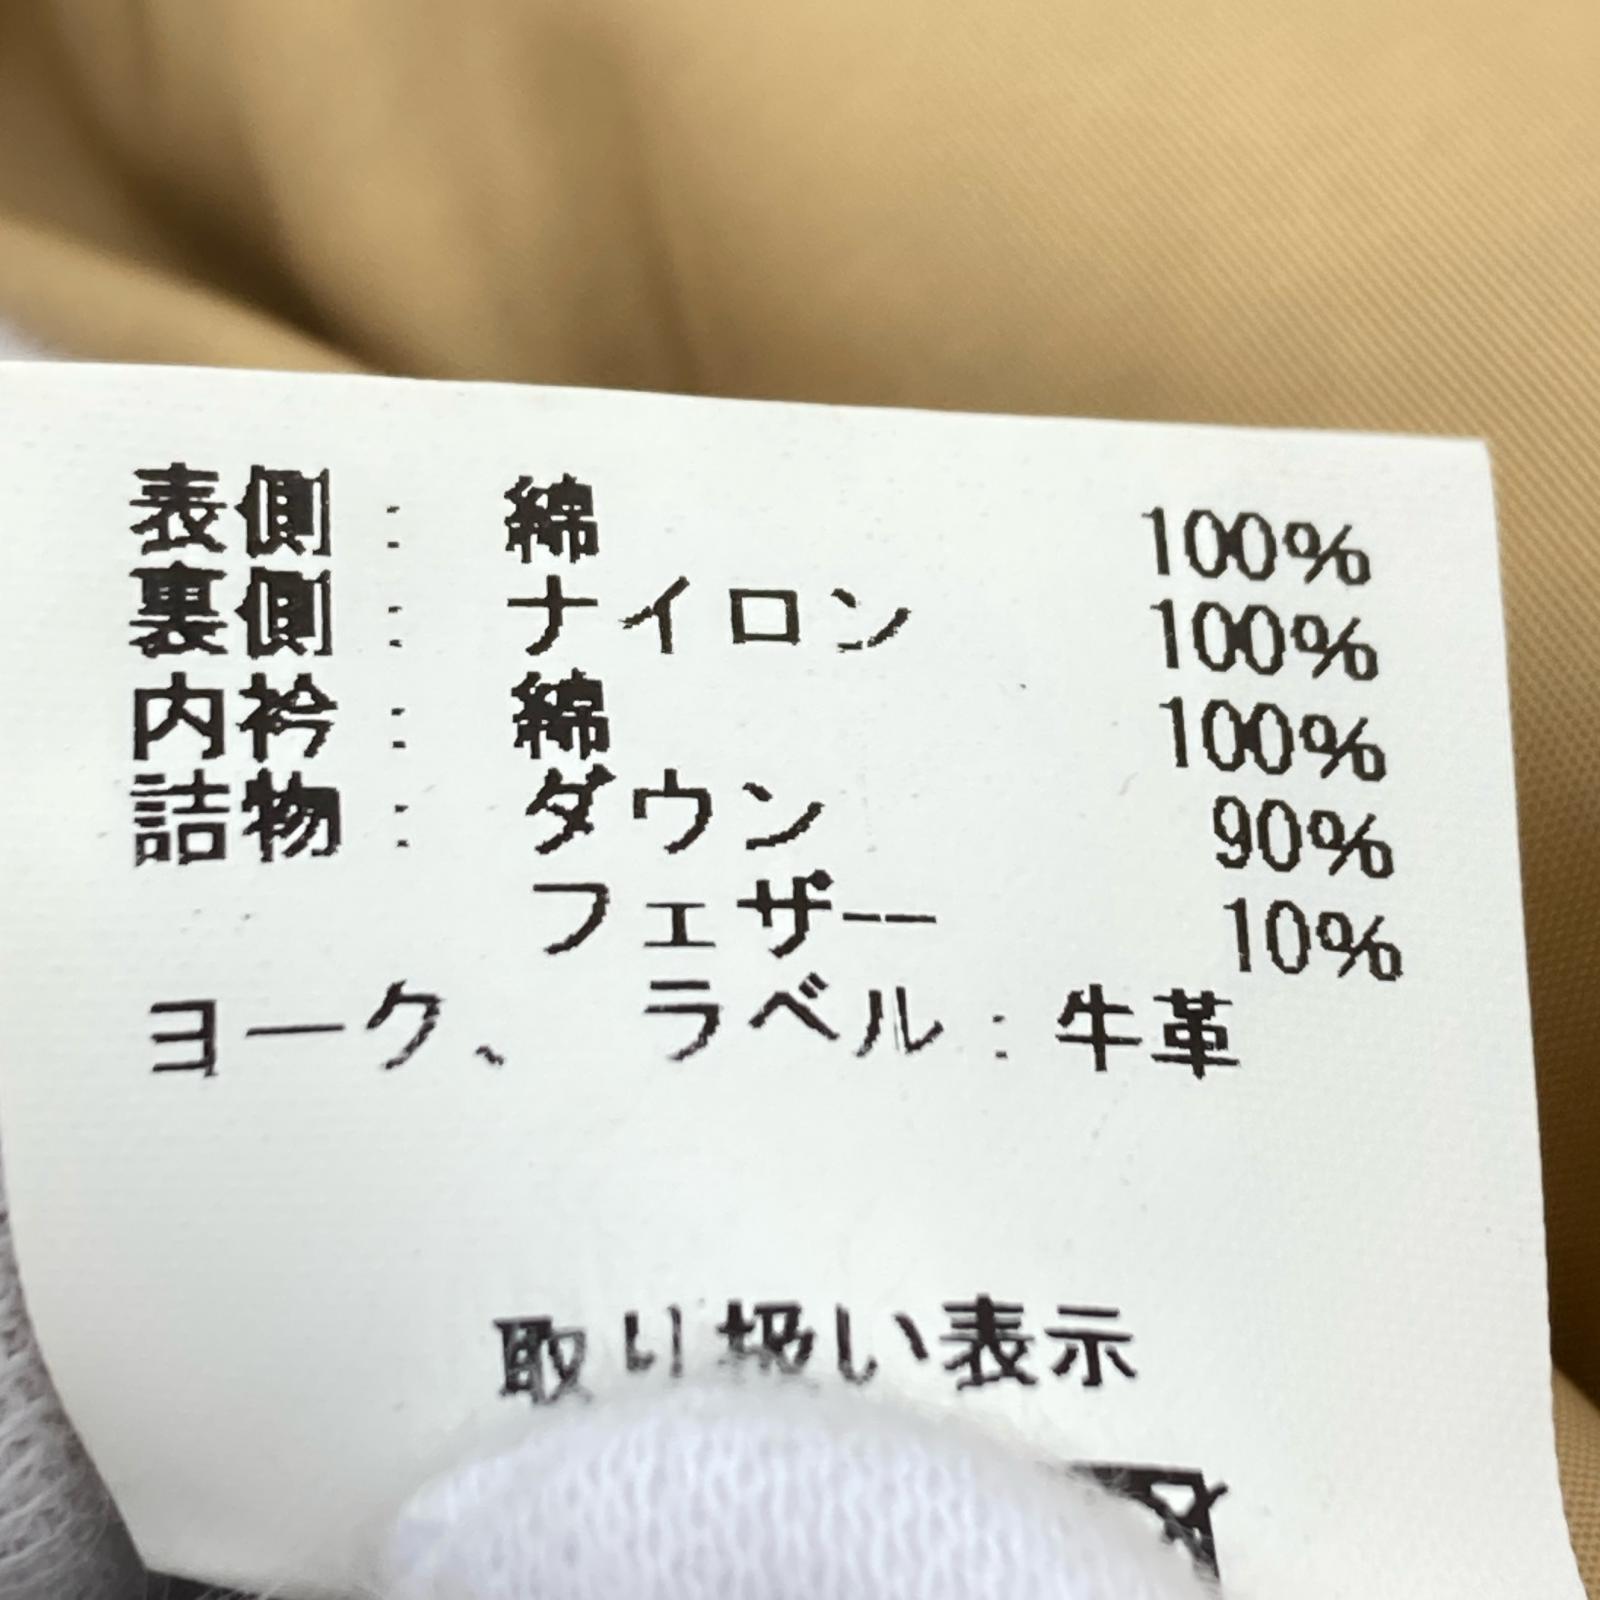 表側： 綿 100%
裏側： ナイロン 100%
内衿： 綿 100%
詰物： ダウン 90%
フェザー― 10%
ヨーク、 ラベル：牛革
取り扱い表示